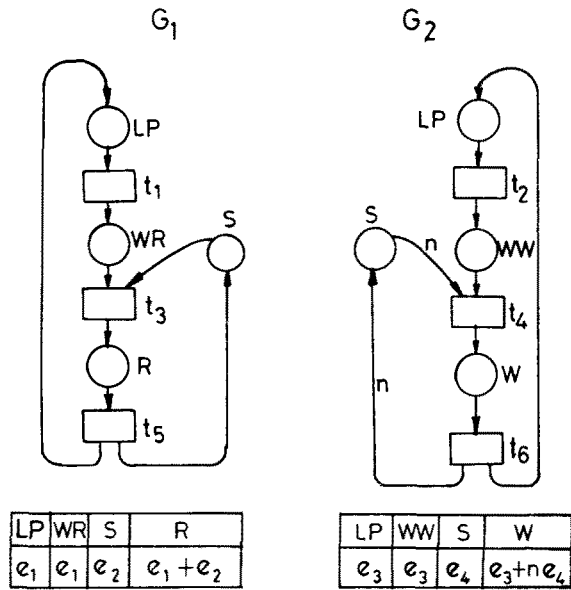 G₁ G₂
LP
LP
t₁
t₂
S
S
WR
n
WW
t₃
t₄
R
W
n
t₅
t₆
LP WR S R
e₁ e₁ e₂ e₁+e₂
LP WW S W
e₃ e₃ e₄ e₃+ne₄